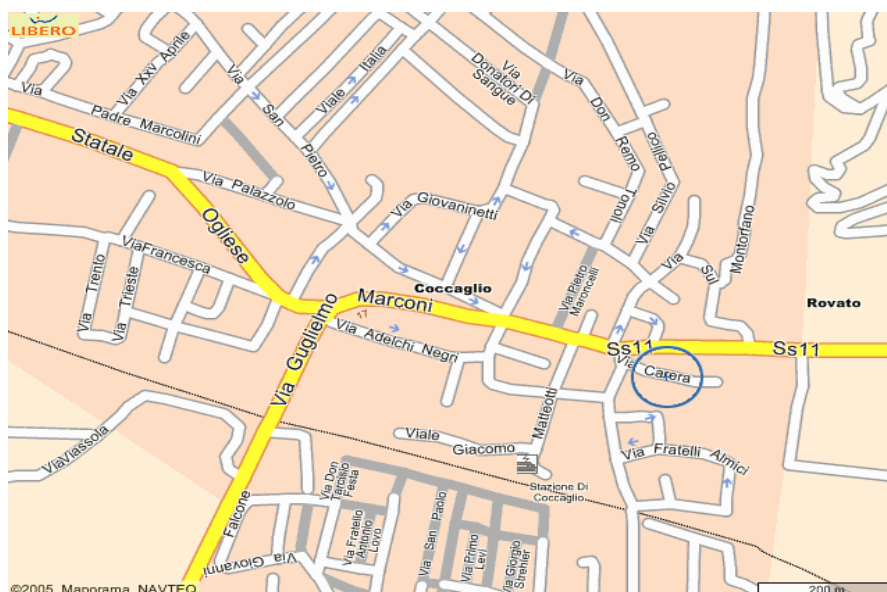 LIBERO
Via Xxv Aprile
Via
Padre Marcolini
Via
San
Pietro
Viale Italia
Via
Donatori Di
Sangue
Via
Don
Remo
Tonoli
Via Silvio
Pellico
Statale
Ogliese
Via Palazzolo
Via Giovaninetti
ViaFrancesca
Via Trento
Via Trieste
Coccaglio
Marconi
17
Via Guglielmo
Via Adelchi Negri
Via Pietro
Maroncelli
Via
Sul
Montorfano
Rovato
Ss11
Ss11
Via Carera
Matteotti
Viale
Giacomo
Via Fratelli Almici
Stazione Di
Coccaglio
ViaViassola
Via Don
Tarcisio
Festa
Falcone
Via Giovanni
Via Fratello
Antonio
Lovo
Via San Paolo
Via Primo
Levi
Via Giorgio
Strehler
©2005 Maporama, NAVTEQ
200 m